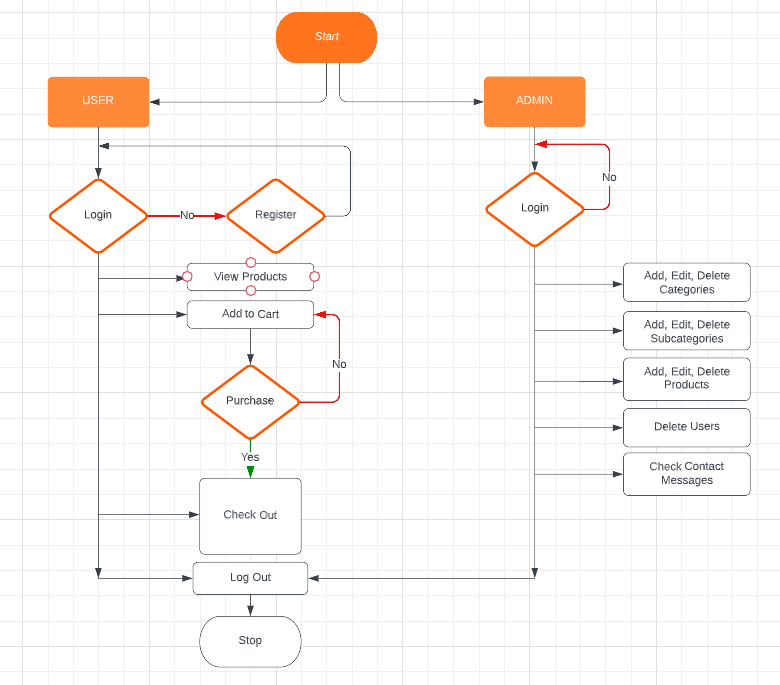 Start
USER
ADMIN
Login
No
Register
No
Login
View Products
Add to Cart
No
Purchase
Yes
Check Out
Log Out
Stop
Add, Edit, Delete
Categories
Add, Edit, Delete
Subcategories
Add, Edit, Delete
Products
Delete Users
Check Contact
Messages